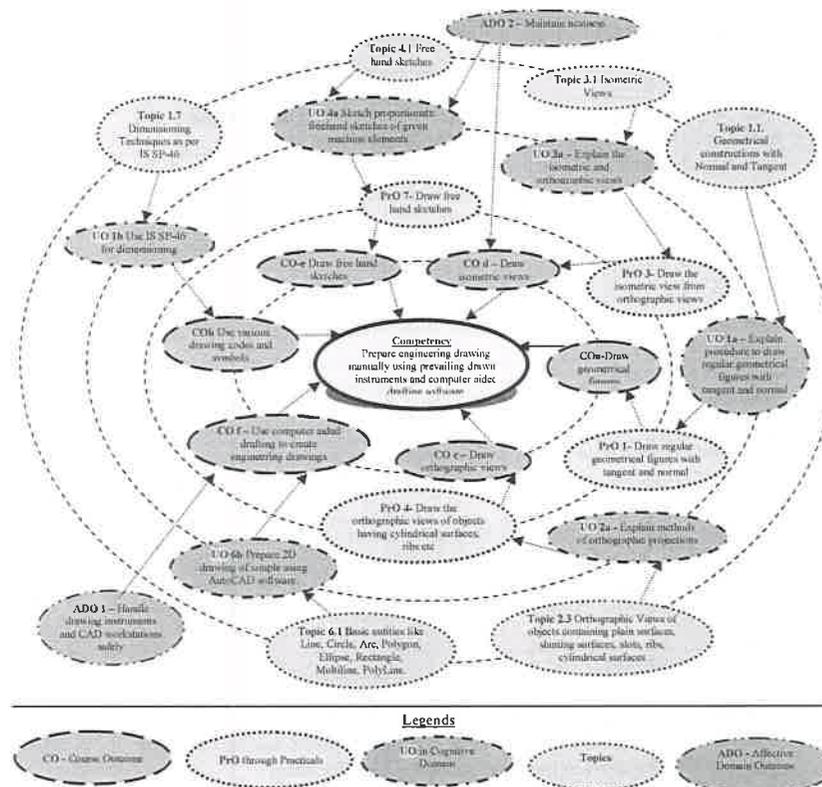 ADO 2 – Maintain neatness
Topic 4.1 Free
hand sketches
Topic 3.1 Isometric
Views
Topic 1.7
Dimensioning
Techniques as per
IS SP-46
UO 4a Sketch proportionate
freehand sketches of given
machine elements
Topic 1.1.
Geometrical
constructions with
Normal and Tangent
UO 3a – Explain the
isometric and
orthographic views
PrO 7- Draw free
hand sketches
UO 1b Use IS SP-46
for dimensioning
CO-e Draw free hand
sketches
CO d – Draw
isometric views
PrO 3- Draw the
isometric view from
orthographic views
COb Use various
drawing codes and
symbols
Competency
Prepare engineering drawing
manually using prevailing drawn
instruments and computer aided
drafting software
COa-Draw
geometrical
figures
UO 1a – Explain
procedure to draw
regular geometrical
figures with
tangent and normal
CO f – Use computer aided
drafting to create
engineering drawings
CO c – Draw
orthographic views
PrO 1- Draw regular
geometrical figures with
tangent and normal
PrO 4- Draw the
orthographic views of objects
having cylindrical surfaces,
ribs etc
UO 2a – Explain methods
of orthographic projections
UO 6b Prepare 2D
drawing of simple using
AutoCAD software.
ADO 1 – Handle
drawing instruments
and CAD workstations
safely
Topic 6.1 Basic entities like
Line, Circle, Arc, Polygon,
Ellipse, Rectangle,
Multiline, PolyLine.
Topic 2.3 Orthographic Views of
objects containing plain surfaces,
slanting surfaces, slots, ribs,
cylindrical surfaces
Legends
CO - Course Outcome
PrO through Practicals
UO in Cognitive
Domain
Topics
ADO - Affective
Domain Outcome